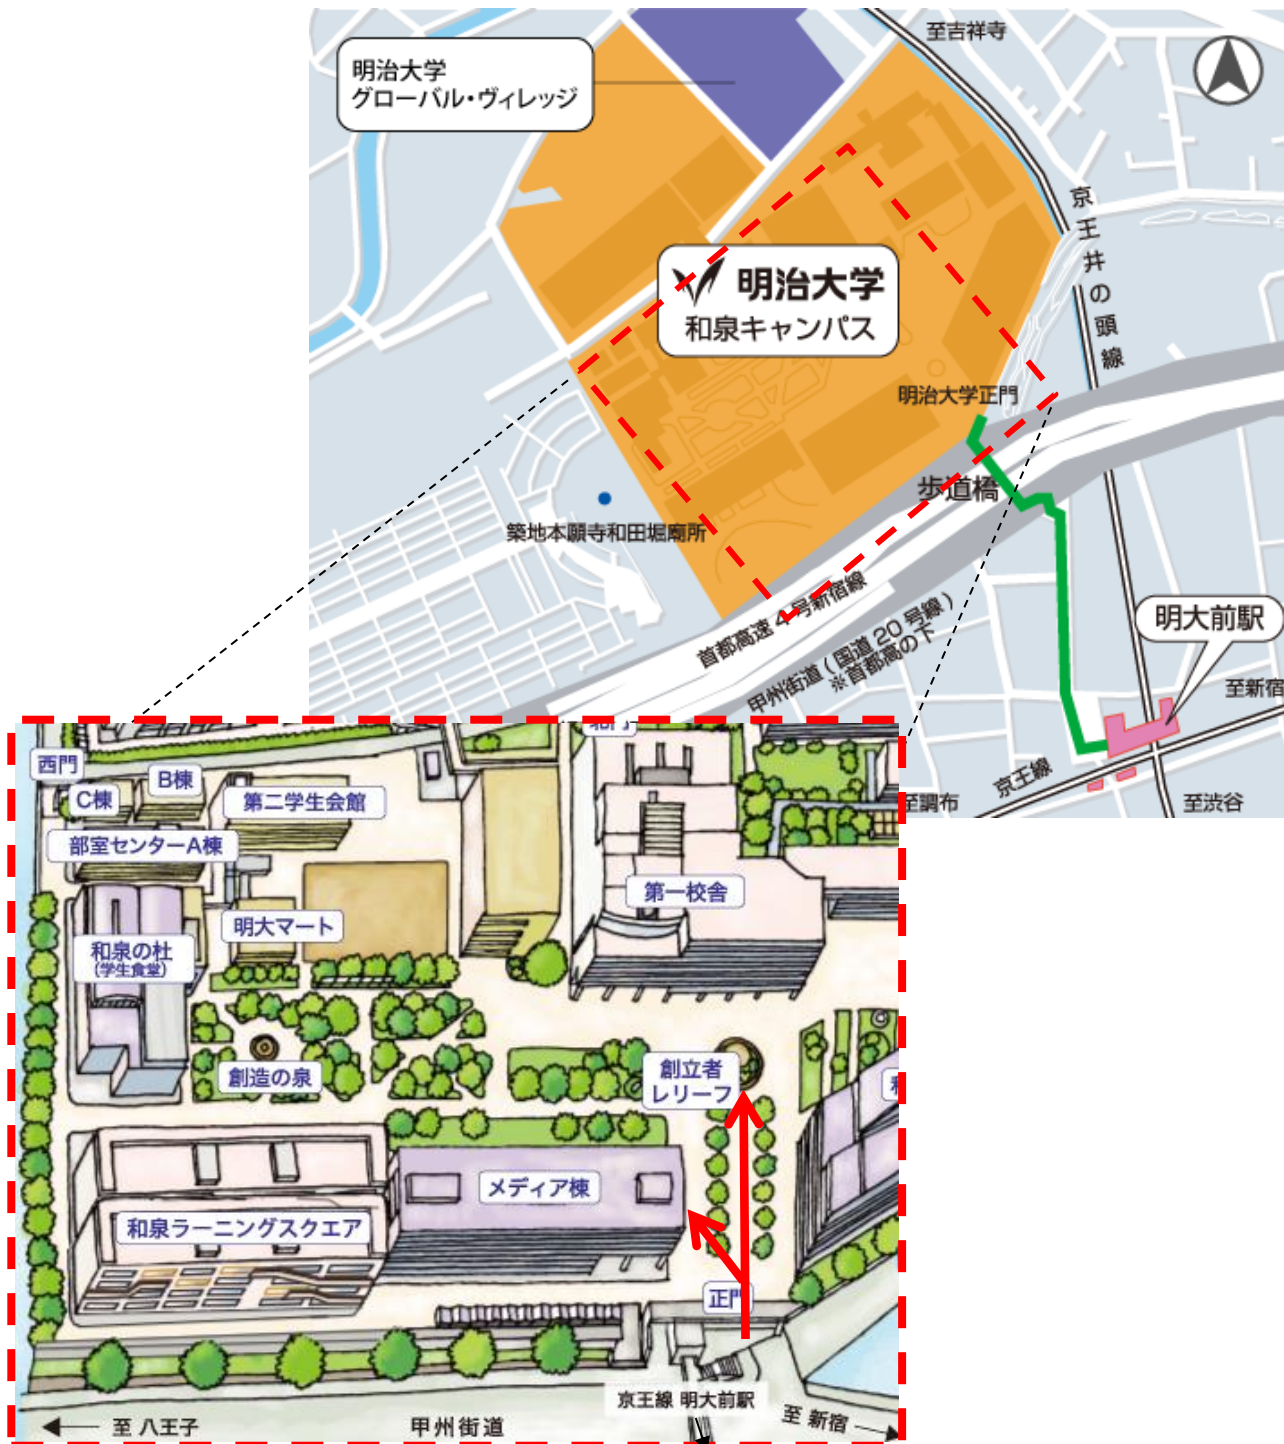 至吉祥寺
明治大学
グローバル・ヴィレッジ
京王井の頭線
明治大学
和泉キャンパス
明治大学正門
歩道橋
築地本願寺和田堀廟所
首都高速4号新宿線
甲州街道(国道20号線)
※首都高の下
明大前駅
至新宿
京王線
至調布
至渋谷
北門
西門
B棟
C棟
第二学生会館
部室センターA棟
第一校舎
明大マート
和泉の杜
(学生食堂)
創立者
レリーフ
創造の泉
メディア棟
和泉ラーニングスクエア
正門
京王線 明大前駅
至 八王子
甲州街道
至 新宿